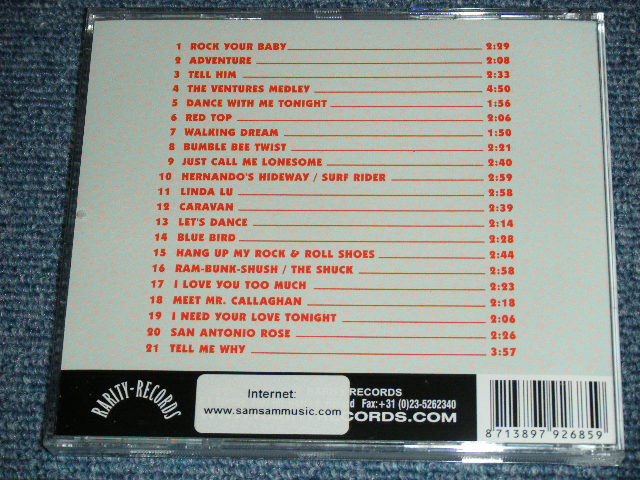 1 ROCK YOUR BABY 2:29
2 ADVENTURE 2:08
3 TELL HIM 2:33
4 THE VENTURES MEDLEY 4:50
5 DANCE WITH ME TONIGHT 1:56
6 RED TOP 2:06
7 WALKING DREAM 1:50
8 BUMBLE BEE TWIST 2:21
9 JUST CALL ME LONESOME 2:40
10 HERNANDO'S HIDEWAY / SURF RIDER 2:59
11 LINDA LU 2:58
12 CARAVAN 2:39
13 LET'S DANCE 2:14
14 BLUE BIRD 2:28
15 HANG UP MY ROCK & ROLL SHOES 2:44
16 RAM-BUNK-SHUSH / THE SHUCK 2:58
17 I LOVE YOU TOO MUCH 2:23
18 MEET MR. CALLAGHAN 2:18
19 I NEED YOUR LOVE TONIGHT 2:06
20 SAN ANTONIO ROSE 2:26
21 TELL ME WHY 3:57
RARITY-RECORDS
Internet:
www.samsammusic.com
RECORDS
Fax:+31 (0)23-5262340
CORDS.COM
8713897926859